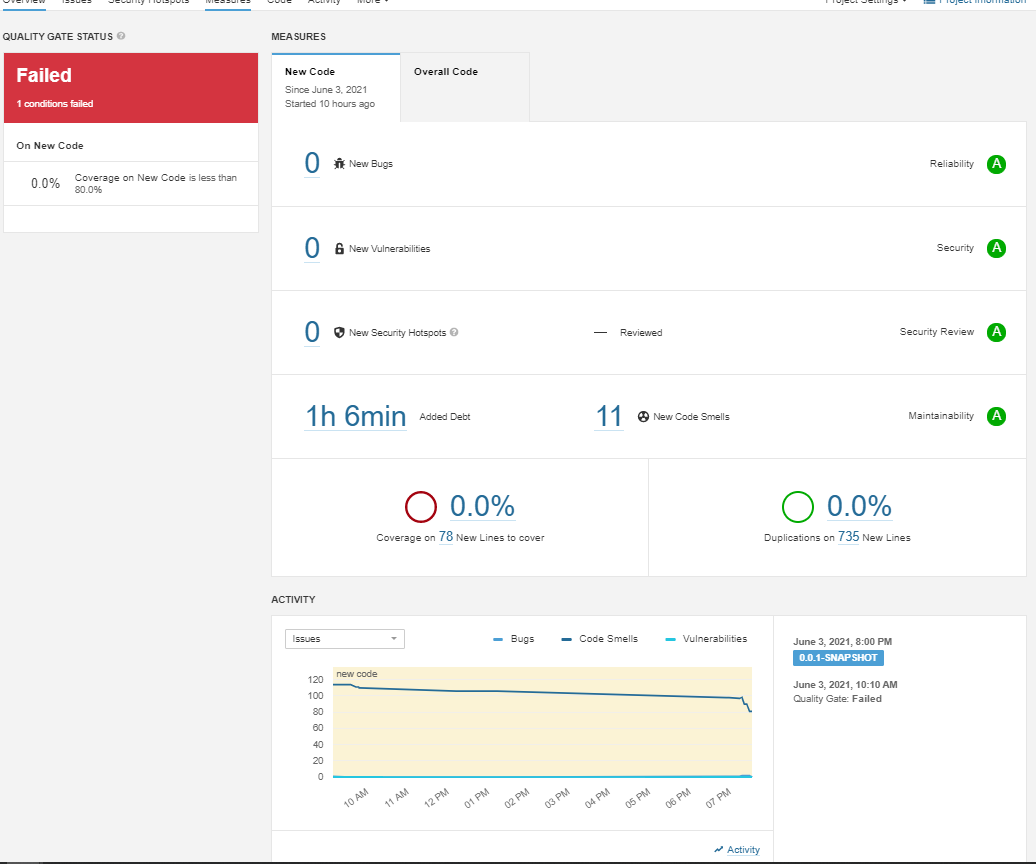 Overview Issues Security Hotspots Measures Code Activity More Project Settings Project Information
QUALITY GATE STATUS
Failed
1 conditions failed
On New Code
0.0% Coverage on New Code is less than
80.0%
MEASURES
New Code
Since June 3, 2021
Started 10 hours ago
Overall Code
0 New Bugs Reliability A
0 New Vulnerabilities Security A
0 New Security Hotspots — Reviewed Security Review A
1h 6min Added Debt 11 New Code Smells Maintainability A
0.0%
Coverage on 78 New Lines to cover
0.0%
Duplications on 735 New Lines
ACTIVITY
Issues
Bugs Code Smells Vulnerabilities
new code
120
100
80
60
40
20
0
10 AM 11 AM 12 PM 01 PM 02 PM 03 PM 04 PM 05 PM 06 PM 07 PM
Activity
June 3, 2021, 8:00 PM
0.0.1-SNAPSHOT
June 3, 2021, 10:10 AM
Quality Gate: Failed